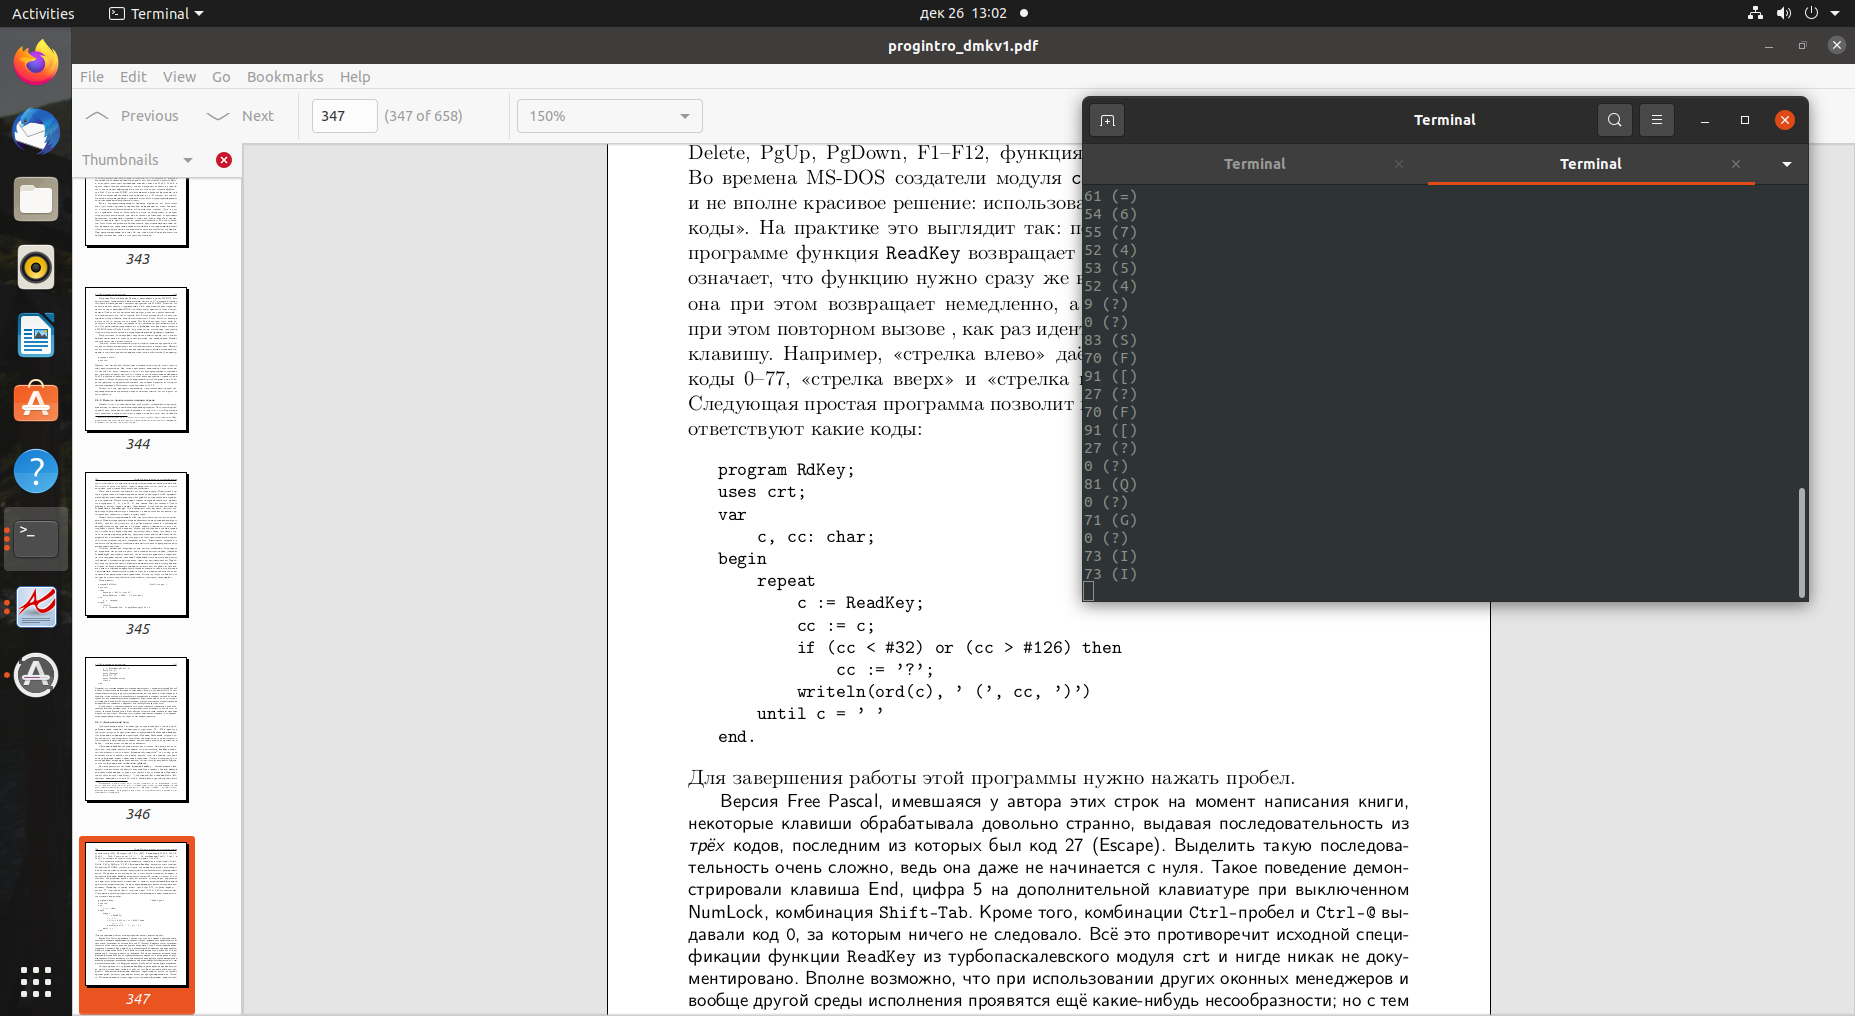 Activities
Terminal
дек 26 13:02
progintro_dmkv1.pdf
File Edit View Go Bookmarks Help
Previous Next 347 (347 of 658) 150%
Thumbnails
343
344
345
346
347
Delete, PgUp, PgDown, F1–F12, функция
Во времена MS-DOS создатели модуля c
и не вполне красивое решение: использова
коды». На практике это выглядит так: п
программе функция ReadKey возвращает
означает, что функцию нужно сразу же
она при этом возвращает немедленно, а
при этом повторном вызове , как раз идент
клавишу. Например, «стрелка влево» даё
коды 0–77, «стрелка вверх» и «стрелка
Следующая простая программа позволит
ответствуют какие коды:
program RdKey;
uses crt;
var
c, cc: char;
begin
repeat
c := ReadKey;
cc := c;
if (cc < #32) or (cc > #126) then
cc := ’?’;
writeln(ord(c), ’ (’, cc, ’)’)
until c = ’ ’
end.
Для завершения работы этой программы нужно нажать пробел.
Версия Free Pascal, имевшаяся у автора этих строк на момент написания книги,
некоторые клавиши обрабатывала довольно странно, выдавая последовательность из
трёх кодов, последним из которых был код 27 (Escape). Выделить такую последова-
тельность очень сложно, ведь она даже не начинается с нуля. Такое поведение демон-
стрировали клавиша End, цифра 5 на дополнительной клавиатуре при выключенном
NumLock, комбинация Shift-Tab. Кроме того, комбинации Ctrl-пробел и Ctrl-@ вы-
давали код 0, за которым ничего не следовало. Всё это противоречит исходной специ-
фикации функции ReadKey из турбопаскалевского модуля crt и нигде никак не доку-
ментировано. Вполне возможно, что при использовании других оконных менеджеров и
вообще другой среды исполнения проявятся ещё какие-нибудь несообразности; но с тем
Terminal
Terminal
Terminal
61 (=)
54 (6)
55 (7)
52 (4)
53 (5)
52 (4)
9 (?)
0 (?)
83 (S)
70 (F)
91 ([)
27 (?)
70 (F)
91 ([)
27 (?)
0 (?)
81 (Q)
0 (?)
71 (G)
0 (?)
73 (I)
73 (I)